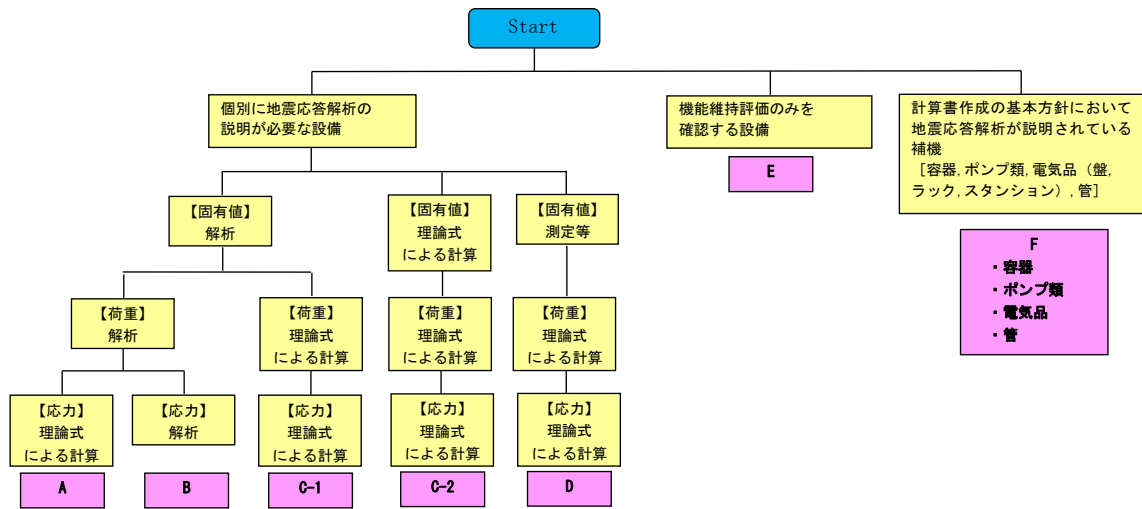 Start
個別に地震応答解析の
説明が必要な設備
機能維持評価のみを
確認する設備
E
計算書作成の基本方針において
地震応答解析が説明されている
補機
［容器,ポンプ類,電気品（盤,
ラック,スタンション）,管］
F
・容器
・ポンプ類
・電気品
・管
【固有値】
解析
【固有値】
理論式
による計算
【固有値】
測定等
【荷重】
解析
【荷重】
理論式
による計算
【荷重】
理論式
による計算
【荷重】
理論式
による計算
【応力】
理論式
による計算
【応力】
解析
【応力】
理論式
による計算
【応力】
理論式
による計算
【応力】
理論式
による計算
A
B
C-1
C-2
D